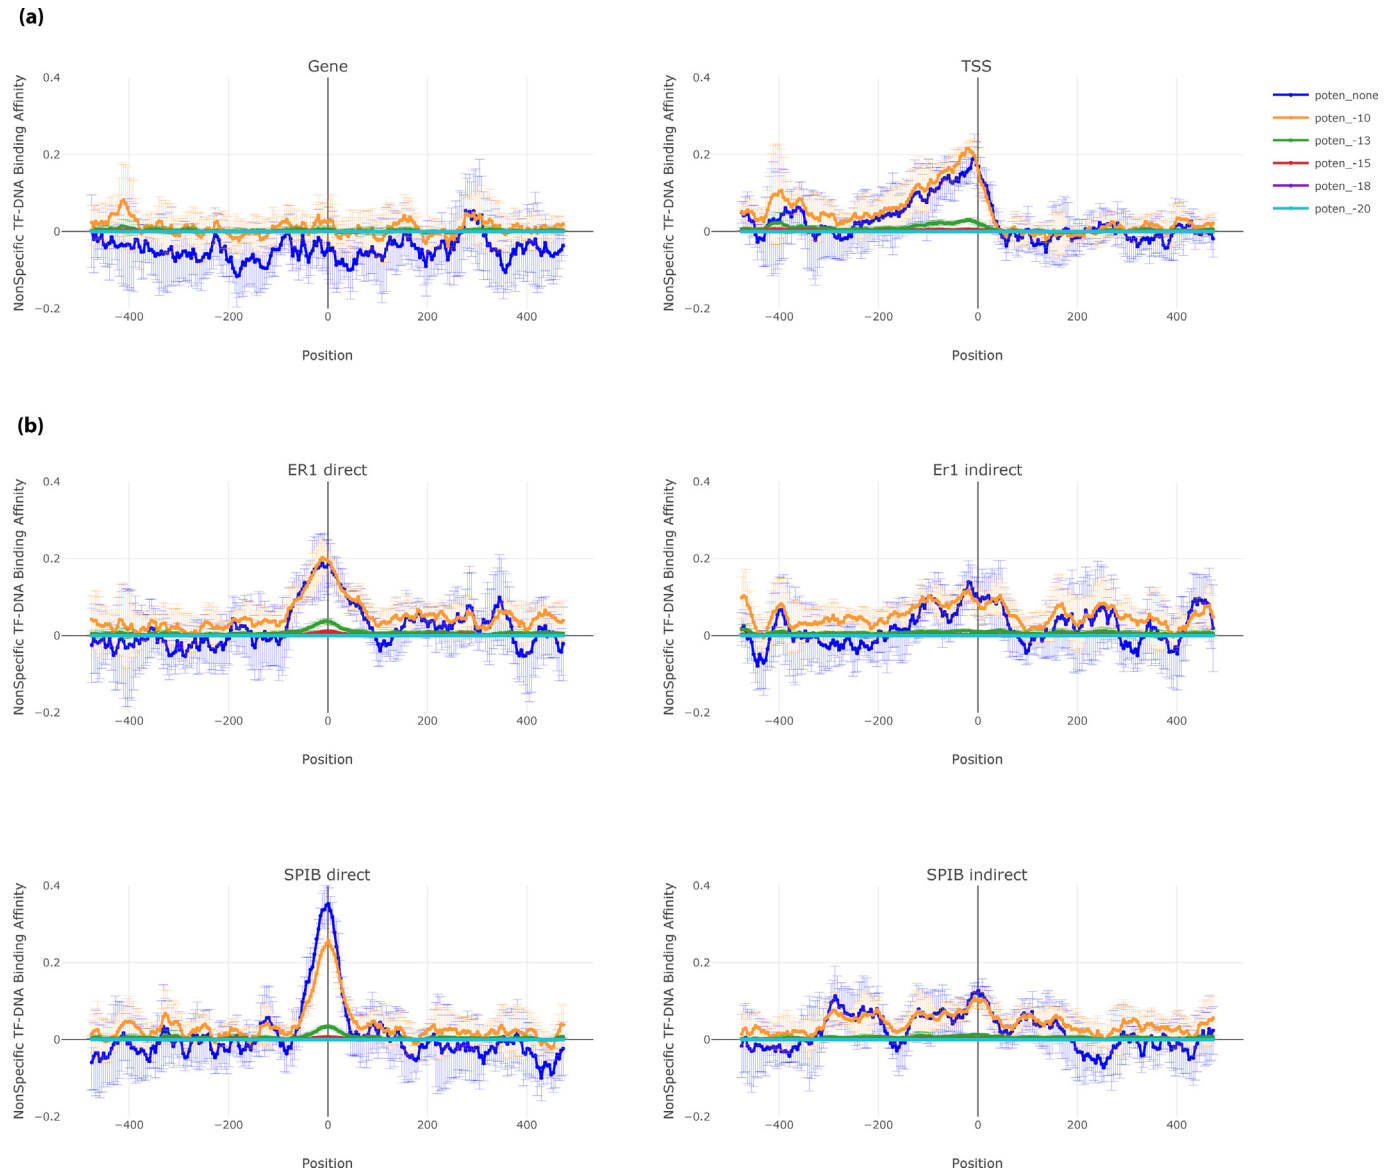 (a)
Gene
NonSpecific TF-DNA Binding Affinity
0.4
0.2
0
−0.2
−400
−200
0
200
400
Position
TSS
NonSpecific TF-DNA Binding Affinity
0.4
0.2
0
−0.2
−400
−200
0
200
400
Position
poten_none
poten_-10
poten_-13
poten_-15
poten_-18
poten_-20
(b)
ER1 direct
NonSpecific TF-DNA Binding Affinity
0.4
0.2
0
−0.2
−400
−200
0
200
400
Position
Er1 indirect
NonSpecific TF-DNA Binding Affinity
0.4
0.2
0
−0.2
−400
−200
0
200
400
Position
SPIB direct
NonSpecific TF-DNA Binding Affinity
0.4
0.2
0
−0.2
−400
−200
0
200
400
Position
SPIB indirect
NonSpecific TF-DNA Binding Affinity
0.4
0.2
0
−0.2
−400
−200
0
200
400
Position